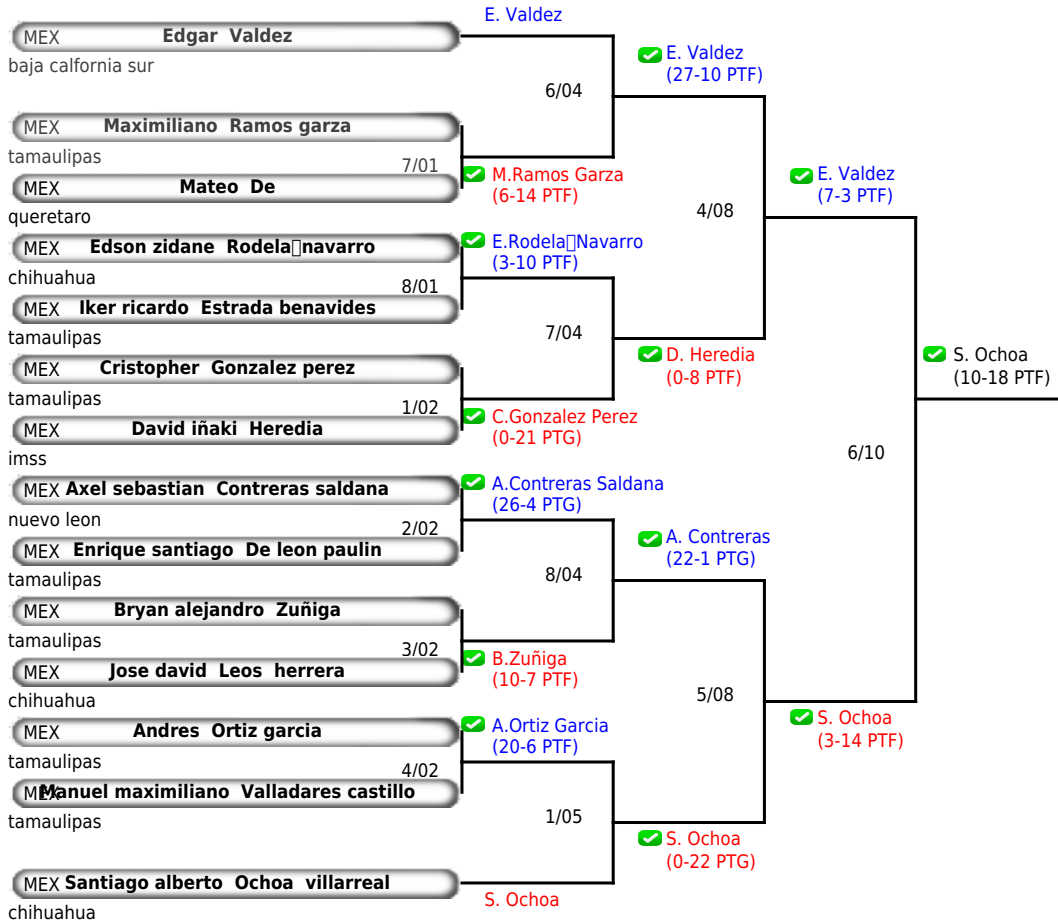 E. Valdez
MEX Edgar Valdez
baja calfornia sur
E. Valdez
(27-10 PTF)
6/04
MEX Maximiliano Ramos garza
tamaulipas
7/01
M.Ramos Garza
(6-14 PTF)
MEX Mateo De
queretaro
E. Valdez
(7-3 PTF)
4/08
MEX Edson zidane Rodela▯navarro
chihuahua
E.Rodela▯Navarro
(3-10 PTF)
8/01
MEX Iker ricardo Estrada benavides
tamaulipas
7/04
D. Heredia
(0-8 PTF)
S. Ochoa
(10-18 PTF)
MEX Cristopher Gonzalez perez
tamaulipas
1/02
C.Gonzalez Perez
(0-21 PTG)
MEX David iñaki Heredia
imss
6/10
MEX Axel sebastian Contreras saldana
nuevo leon
A.Contreras Saldana
(26-4 PTG)
2/02
MEX Enrique santiago De leon paulin
tamaulipas
A. Contreras
(22-1 PTG)
8/04
MEX Bryan alejandro Zuñiga
tamaulipas
3/02
B.Zuñiga
(10-7 PTF)
MEX Jose david Leos herrera
chihuahua
5/08
S. Ochoa
(3-14 PTF)
MEX Andres Ortiz garcia
tamaulipas
A.Ortiz Garcia
(20-6 PTF)
4/02
MEX Manuel maximiliano Valladares castillo
tamaulipas
1/05
S. Ochoa
(0-22 PTG)
MEX Santiago alberto Ochoa villarreal
chihuahua
S. Ochoa